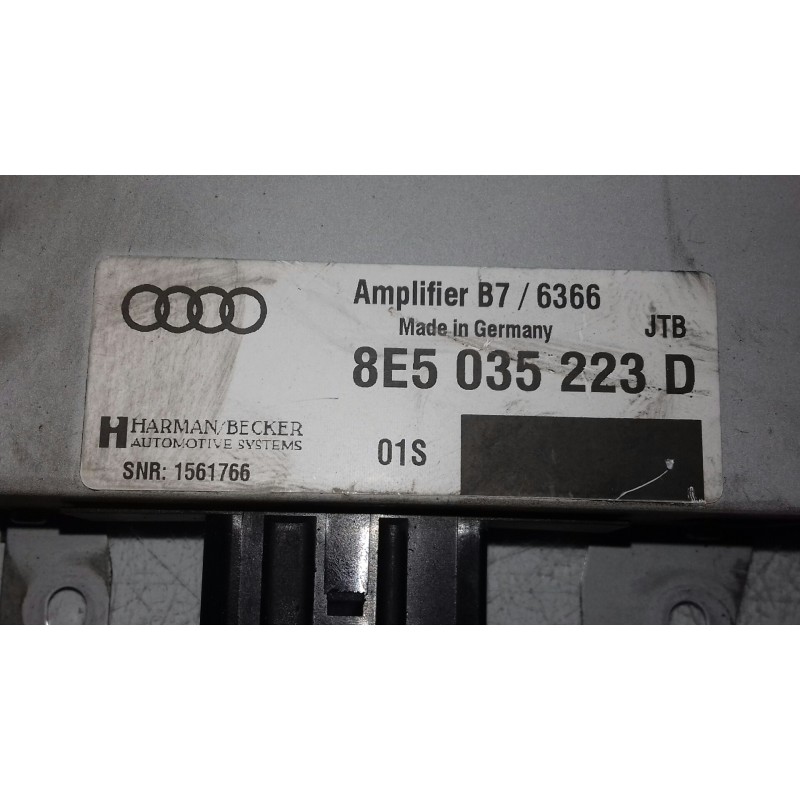 Amplifier B7 / 6366
Made in Germany JTB
8E5 035 223 D
H HARMAN/BECKER
AUTOMOTIVE SYSTEMS
01S
SNR: 1561766